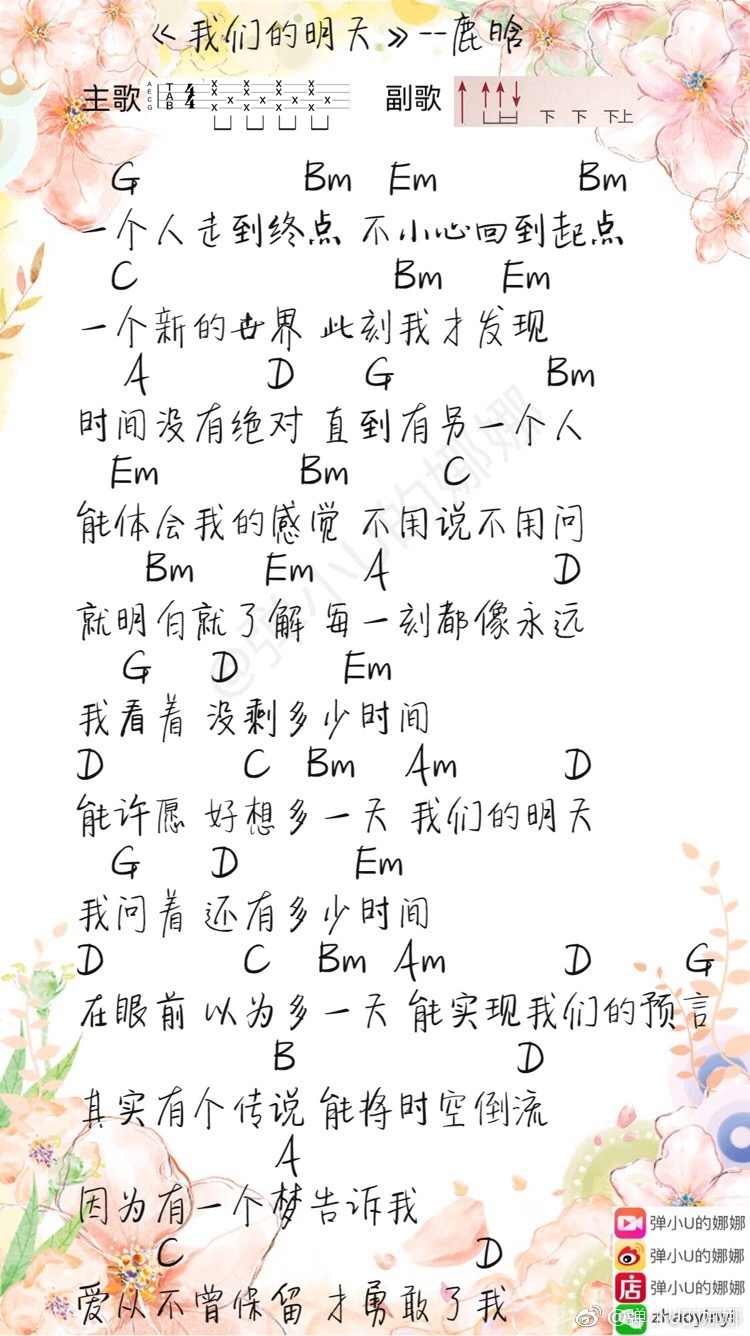 《我们的明天》--鹿晗
主歌 A E C G T A B 4 4 副歌 下 下 下上
G Bm Em Bm
一个人走到终点 不小心回到起点
C Bm Em
一个新的世界 此刻我才发现
A D G Bm
时间没有绝对 直到有另一个人
Em Bm C
能体会我的感觉 不用说不用问
Bm Em A D
就明白就了解 每一刻都像永远
G D Em
我看着 没剩多少时间
D C Bm Am D
能许愿 好想多一天 我们的明天
G D Em
我问着 还有多少时间
D C Bm Am D G
在眼前 以为多一天 能实现我们的预言
B D
其实有个传说 能将时空倒流
A
因为有一个梦告诉我
C D
爱从不曾保留 才勇敢了我
@弹小U的娜娜
弹小U的娜娜
弹小U的娜娜
店 弹小U的娜娜
zhaoyinyi